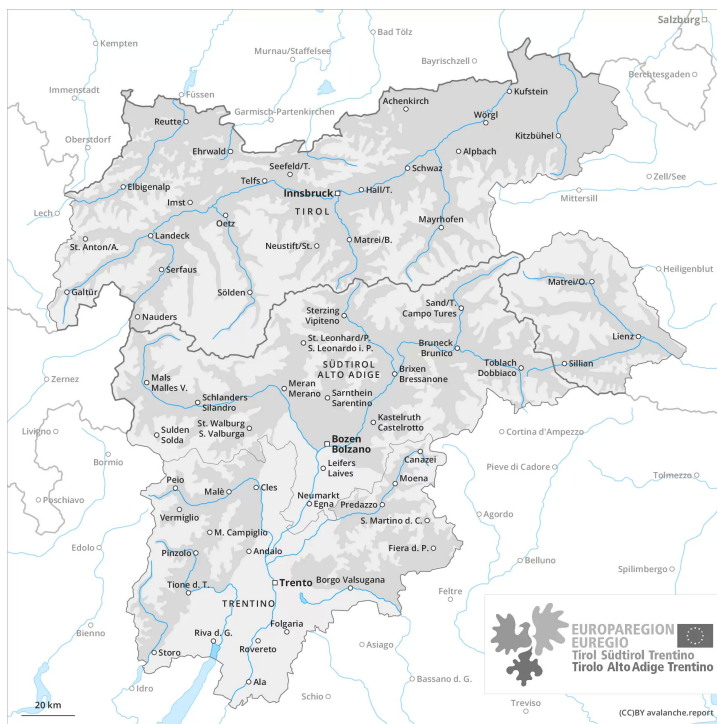 Salzburg
Kempten
Bad Tölz
Murnau/Staffelsee
Bayrischzell
Berchtesgaden
Immenstadt
Füssen
Garmisch-Partenkirchen
Achenkirch
Kufstein
Reutte
Wörgl
Oberstdorf
Ehrwald
Kitzbühel
Alpbach
Seefeld/T.
Telfs
Schwaz
Zell/See
Elbigenalp
Innsbruck
Hall/T.
Mittersill
Imst
TIROL
Lech
Oetz
Mayrhofen
Landeck
St. Anton/A.
Neustift/St.
Matrei/B.
Serfaus
Heiligenblut
Matrei/O.
Galtür
Sölden
Sand/T.
Campo Tures
Nauders
Sterzing
Vipiteno
Lienz
St. Leonhard/P.
S. Leonardo i. P.
Bruneck
Brunico
Toblach
Dobbiaco
Sillian
SÜDTIROL
ALTO ADIGE
Brixen
Bressanone
Zernez
Mals
Malles V.
Meran
Merano
Sarnthein
Sarentino
Schlanders
Silandro
Kastelruth
Castelrotto
St. Walburg
S. Valburga
Livigno
Sulden
Solda
Bozen
Bolzano
Cortina d'Ampezzo
Canazei
Bormio
Leifers
Laives
Pieve di Cadore
Tolmezzo
Peio
Malè
Cles
Moena
Neumarkt
Egna
Predazzo
Poschiavo
Vermiglio
Agordo
S. Martino d. C.
M. Campiglio
Edolo
Pinzolo
Andalo
Fiera d. P.
Belluno
Spilimbergo
Tione d. T.
Trento
Borgo Valsugana
Feltre
TRENTINO
Bienno
Folgaria
Riva d. G.
Rovereto
Asiago
Storo
Idro
Ala
Bassano d. G.
Schio
Treviso
EUROPAREGION
EUREGIO
Tirol Südtirol Trentino
Tirolo Alto Adige Trentino
20 km
(CC)BY avalanche.report